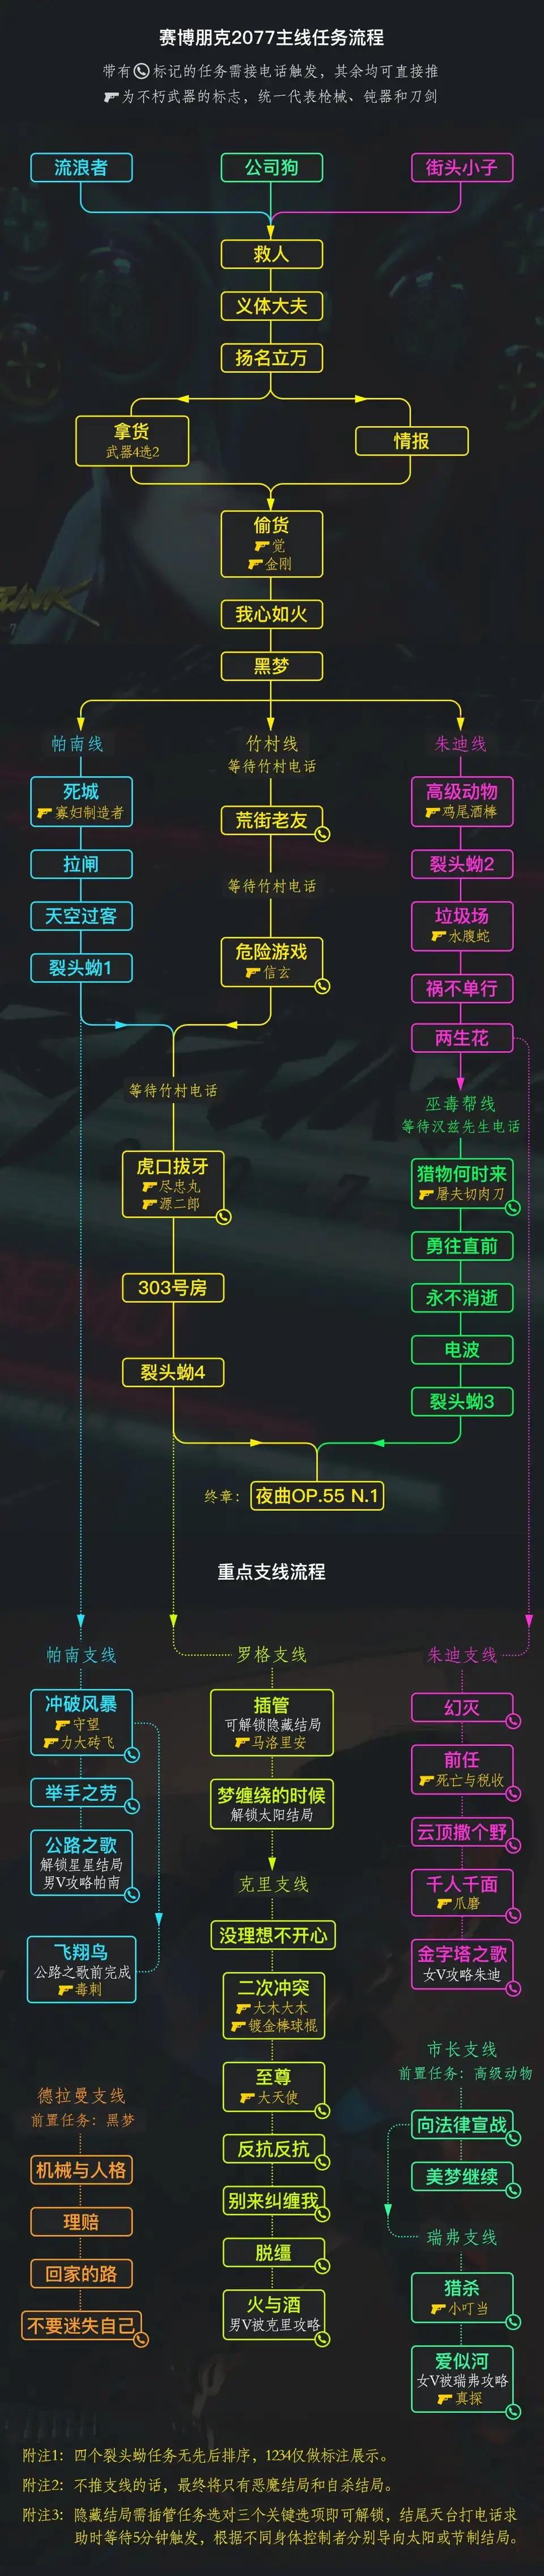 赛博朋克2077主线任务流程
带有标记的任务需接电话触发，其余均可直接推
为不朽武器的标志，统一代表枪械、钝器和刀剑
流浪者
公司狗
街头小子
救人
义体大夫
扬名立万
拿货
武器4选2
情报
偷货
觉
金刚
我心如火
黑梦
帕南线
死城
寡妇制造者
拉闸
天空过客
裂头蚴1
竹村线
等待竹村电话
荒街老友
等待竹村电话
危险游戏
信玄
朱迪线
高级动物
鸡尾酒棒
裂头蚴2
垃圾场
水腹蛇
祸不单行
两生花
等待竹村电话
虎口拔牙
尽忠丸
源二郎
303号房
裂头蚴4
巫毒帮线
等待汉兹先生电话
猎物何时来
屠夫切肉刀
勇往直前
永不消逝
电波
裂头蚴3
终章：
夜曲OP.55 N.1
重点支线流程
帕南支线
冲破风暴
守望
力大砖飞
举手之劳
公路之歌
解锁星星结局
男V攻略帕南
飞翔鸟
公路之歌前完成
毒刺
德拉曼支线
前置任务：黑梦
机械与人格
理赔
回家的路
不要迷失自己
罗格支线
插管
可解锁隐藏结局
马洛里安
梦缠绕的时候
解锁太阳结局
克里支线
没理想不开心
二次冲突
大木大木
镀金棒球棍
至尊
大天使
反抗反抗
别来纠缠我
脱缰
火与酒
男V被克里攻略
朱迪支线
幻灭
前任
死亡与税收
云顶撒个野
千人千面
爪磨
金字塔之歌
女V攻略朱迪
市长支线
前置任务：高级动物
向法律宣战
美梦继续
瑞弗支线
猎杀
小叮当
爱似河
女V被瑞弗攻略
真探
附注1：四个裂头蚴任务无先后排序，1234仅做标注展示。
附注2：不推支线的话，最终将只有恶魔结局和自杀结局。
附注3：隐藏结局需插管任务选对三个关键选项即可解锁，结尾天台打电话求
助时等待5分钟触发，根据不同身体控制者分别导向太阳或节制结局。